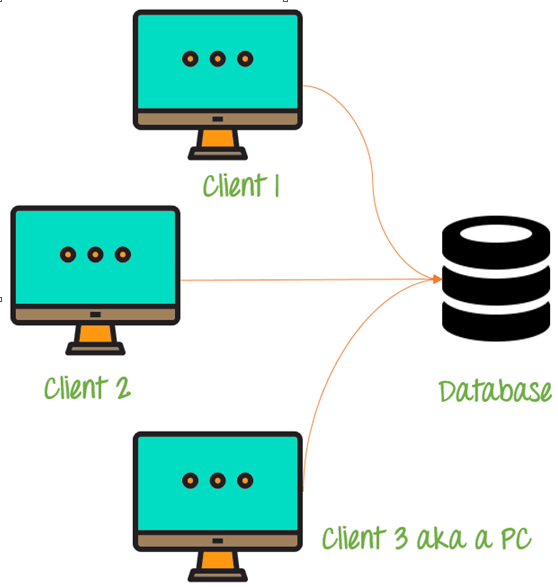 Client 1
Client 2
Database
Client 3 aka a PC